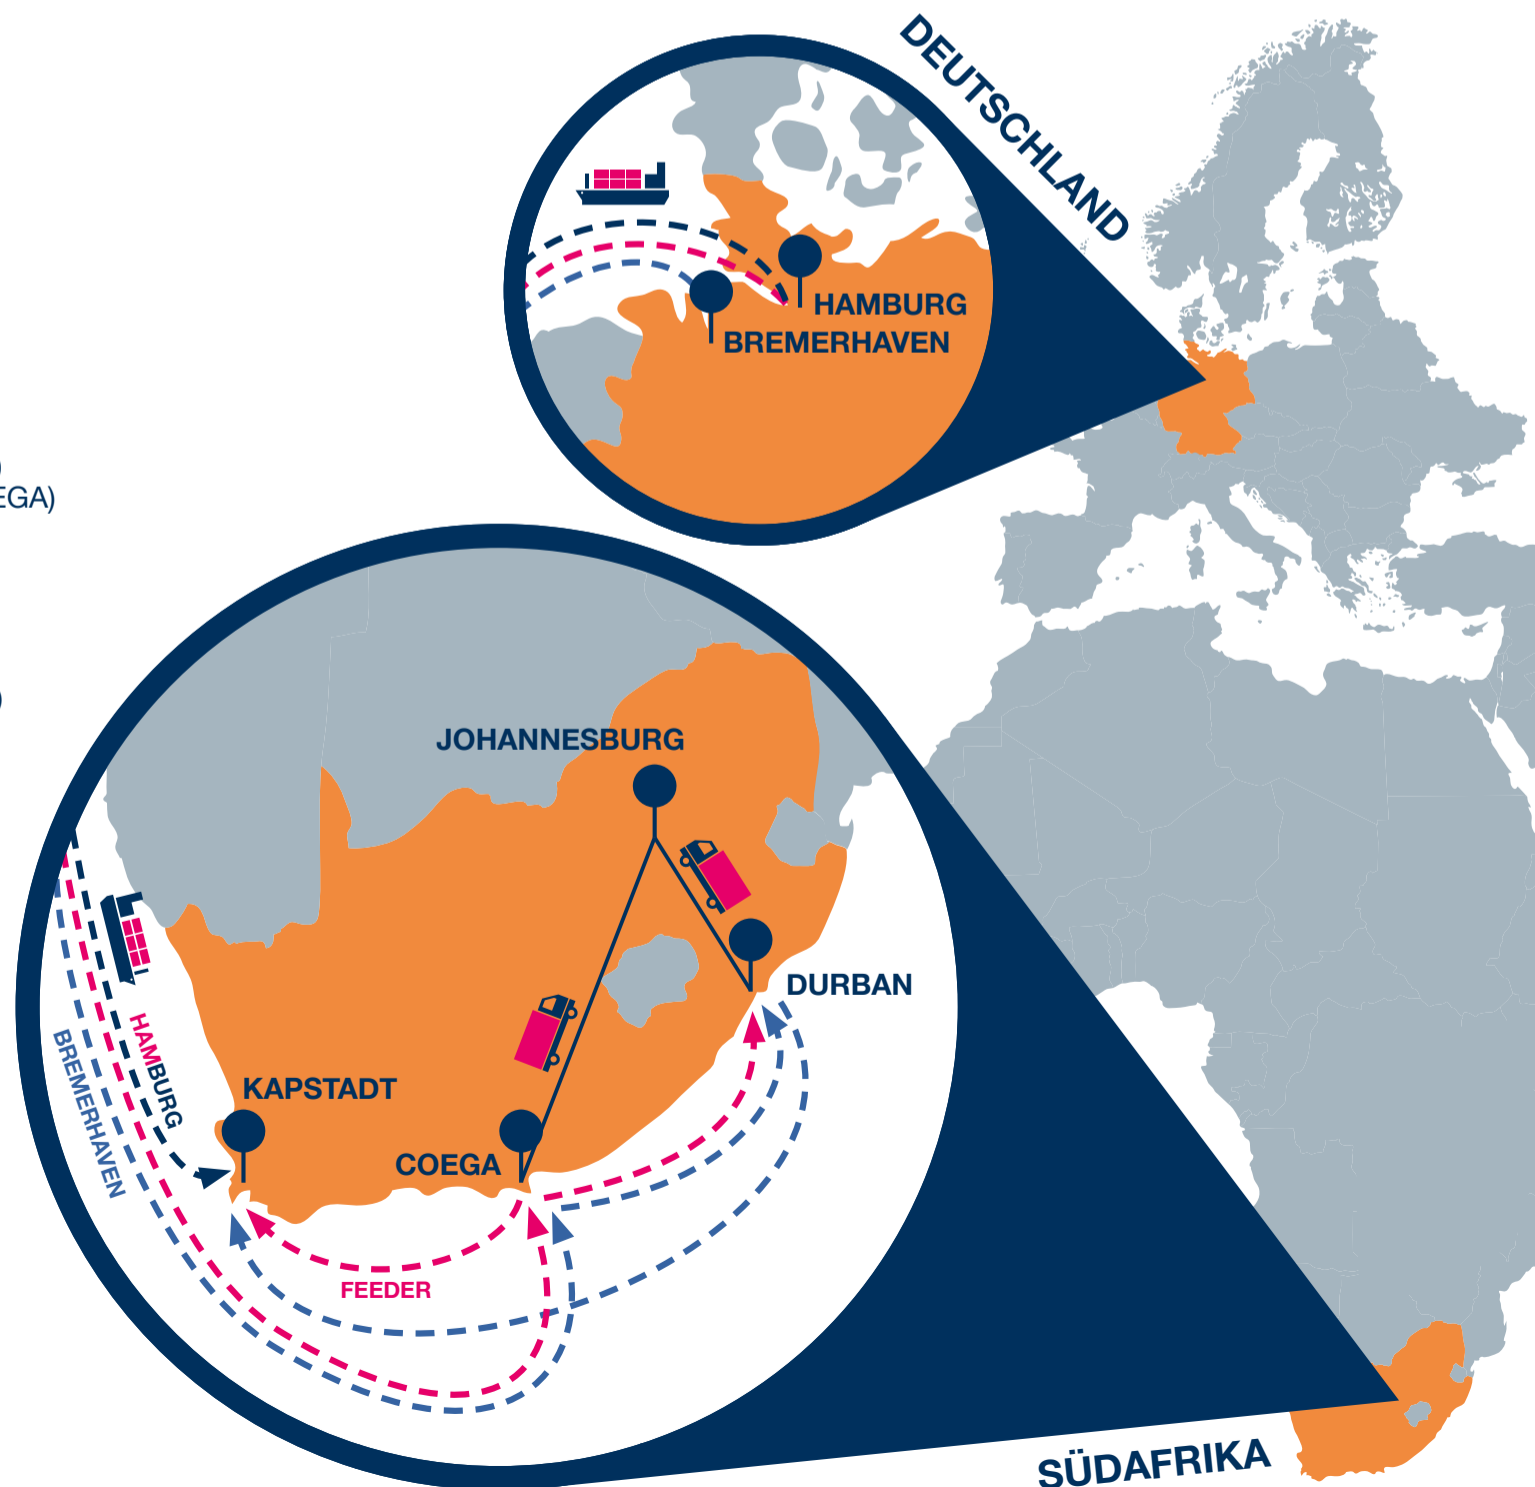 DEUTSCHLAND
HAMBURG
BREMERHAVEN
EGA)
JOHANNESBURG
DURBAN
HAMBURG
BREMERHAVEN
KAPSTADT
COEGA
FEEDER
SÜDAFRIKA